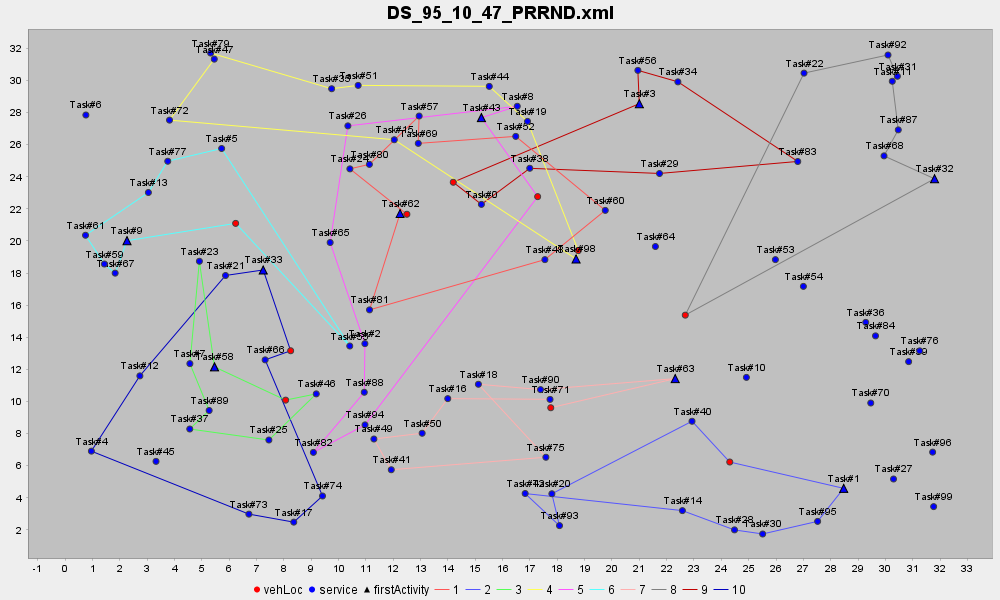 DS_95_10_47_PRRND.xml
32
30
28
26
24
22
20
18
16
14
12
10
8
6
4
2
Task#79
Task#47
Task#35
Task#51
Task#44
Task#56
Task#34
Task#22
Task#92
Task#31
Task#11
Task#6
Task#72
Task#26
Task#57
Task#43
Task#8
Task#19
Task#3
Task#15
Task#69
Task#52
Task#87
Task#5
Task#77
Task#24
Task#80
Task#38
Task#29
Task#83
Task#68
Task#13
Task#0
Task#32
Task#61
Task#9
Task#62
Task#60
Task#65
Task#64
Task#59
Task#67
Task#23
Task#21
Task#33
Task#98
Task#53
Task#54
Task#81
Task#36
Task#84
Task#2
Task#76
Task#7
Task#58
Task#66
Task#12
Task#18
Task#63
Task#10
Task#46
Task#88
Task#16
Task#90
Task#71
Task#70
Task#89
Task#37
Task#25
Task#94
Task#49
Task#50
Task#40
Task#4
Task#45
Task#82
Task#41
Task#75
Task#96
Task#27
Task#74
Task#20
Task#1
Task#99
Task#73
Task#17
Task#93
Task#14
Task#28
Task#30
Task#95
-1 0 1 2 3 4 5 6 7 8 9 10 11 12 13 14 15 16 17 18 19 20 21 22 23 24 25 26 27 28 29 30 31 32 33
vehLoc service firstActivity 1 2 3 4 5 6 7 8 9 10